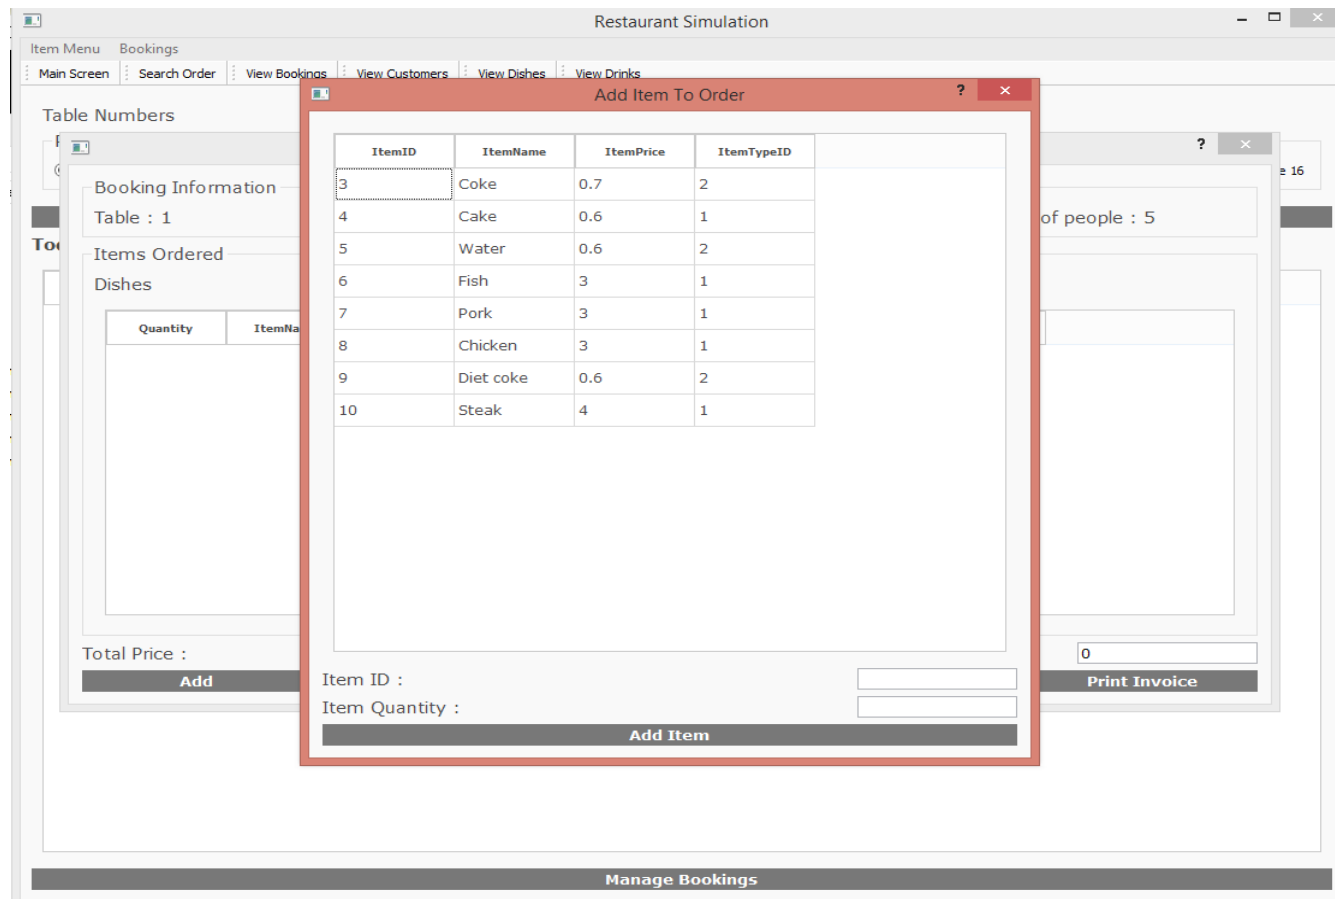 Restaurant Simulation
Item Menu Bookings
Main Screen Search Order View Bookings View Customers View Dishes View Drinks
Table Numbers
16
Booking Information
Table : 1
of people : 5
Items Ordered
Dishes
Quantity
Total Price :
0
Add
Print Invoice
Add Item To Order
?
ItemID ItemName ItemPrice ItemTypeID
3 Coke 0.7 2
4 Cake 0.6 1
5 Water 0.6 2
6 Fish 3 1
7 Pork 3 1
8 Chicken 3 1
9 Diet coke 0.6 2
10 Steak 4 1
Item ID :
Item Quantity :
Add Item
Manage Bookings